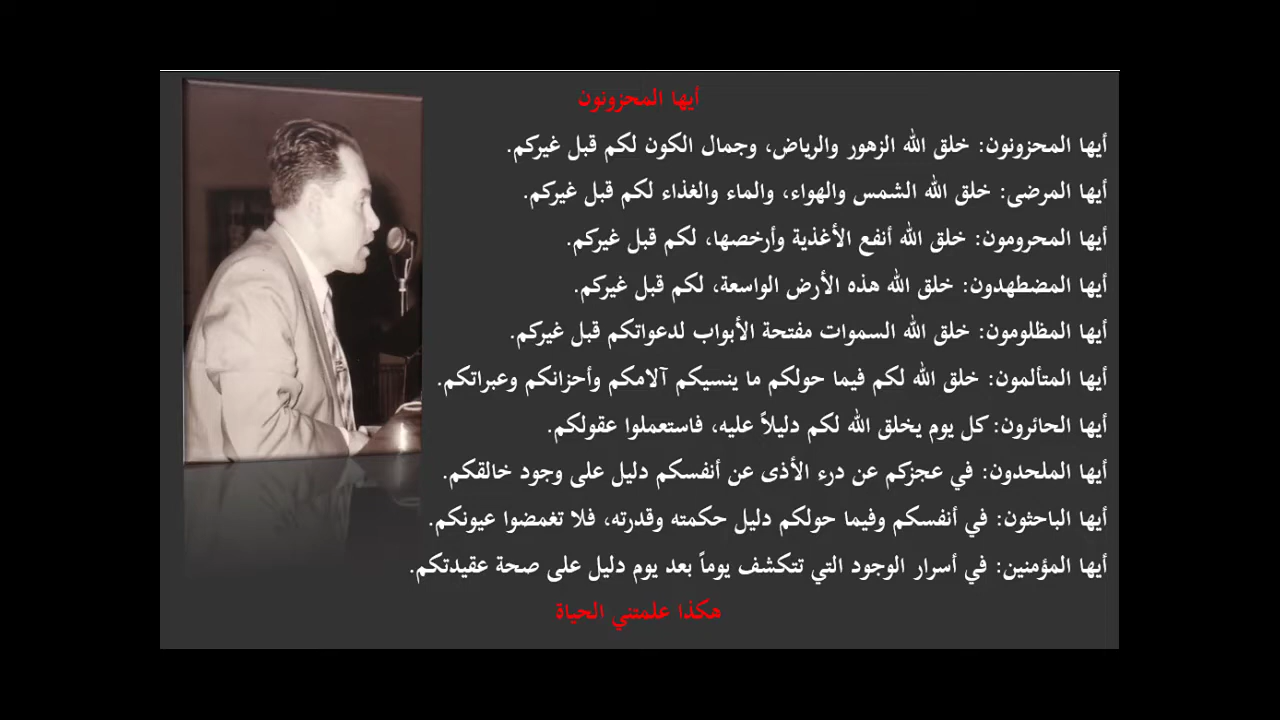 أيها المحزونون
أيها المحزونون: خلق الله الزهور والرياض، وجمال الكون لكم قبل غيركم.
أيها المرضى: خلق الله الشمس والهواء، والماء والغذاء لكم قبل غيركم.
أيها المحرومون: خلق الله أنفع الأغذية وأرخصها، لكم قبل غيركم.
أيها المضطهدون: خلق الله هذه الأرض الواسعة، لكم قبل غيركم.
أيها المظلومون: خلق الله السموات مفتحة الأبواب لدعواتكم قبل غيركم.
أيها المتألمون: خلق الله لكم فيما حولكم ما ينسيكم آلامكم وأحزانكم وعبراتكم.
أيها الحائرون: كل يوم يخلق الله لكم دليلاً عليه، فاستعملوا عقولكم.
أيها الملحدون: في عجزكم عن درء الأذى عن أنفسكم دليل على وجود خالقكم.
أيها الباحثون: في أنفسكم وفيما حولكم دليل حكمته وقدرته، فلا تغمضوا عيونكم.
أيها المؤمنين: في أسرار الوجود التي تتكشف يوماً بعد يوم دليل على صحة عقيدتكم.
هكذا علمتني الحياة